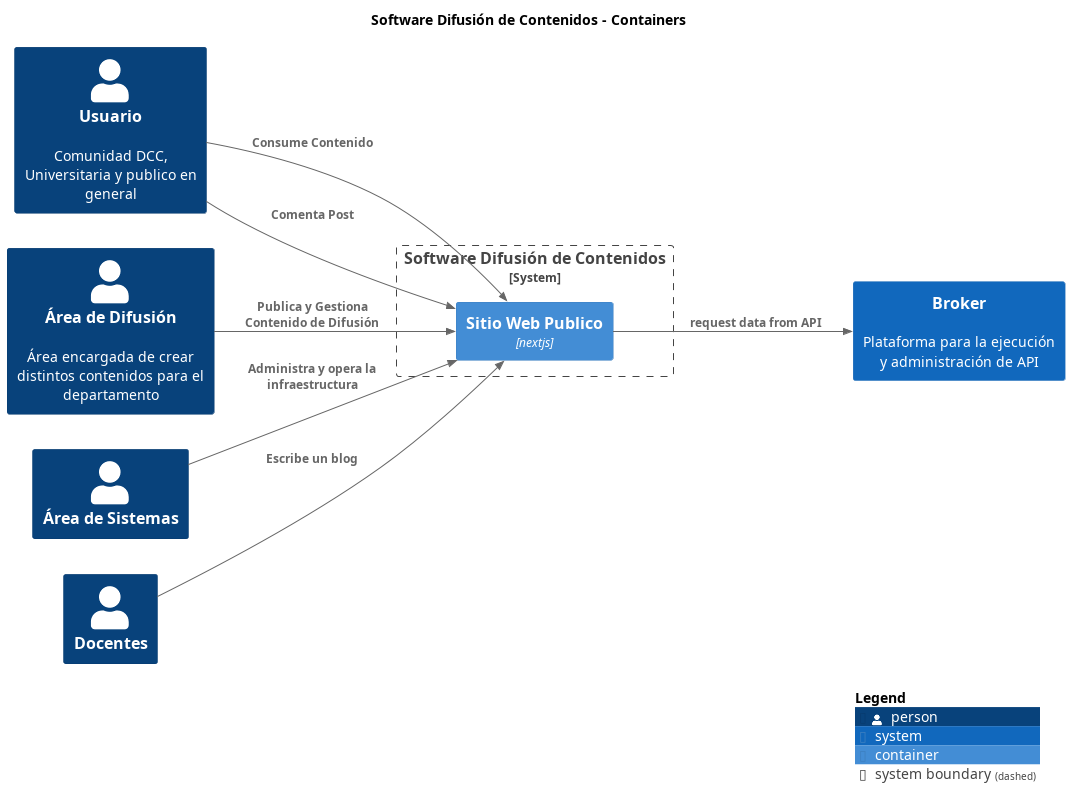 Software Difusión de Contenidos - Containers
Usuario
Comunidad DCC,
Universitaria y publico en
general
Consume Contenido
Comenta Post
Área de Difusión
Área encargada de crear
distintos contenidos para el
departamento
Publica y Gestiona
Contenido de Difusión
Administra y opera la
infraestructura
Escribe un blog
Área de Sistemas
Docentes
Software Difusión de Contenidos
[System]
Sitio Web Publico
[nextjs]
request data from API
Broker
Plataforma para la ejecución
y administración de API
Legend
person
system
container
system boundary (dashed)